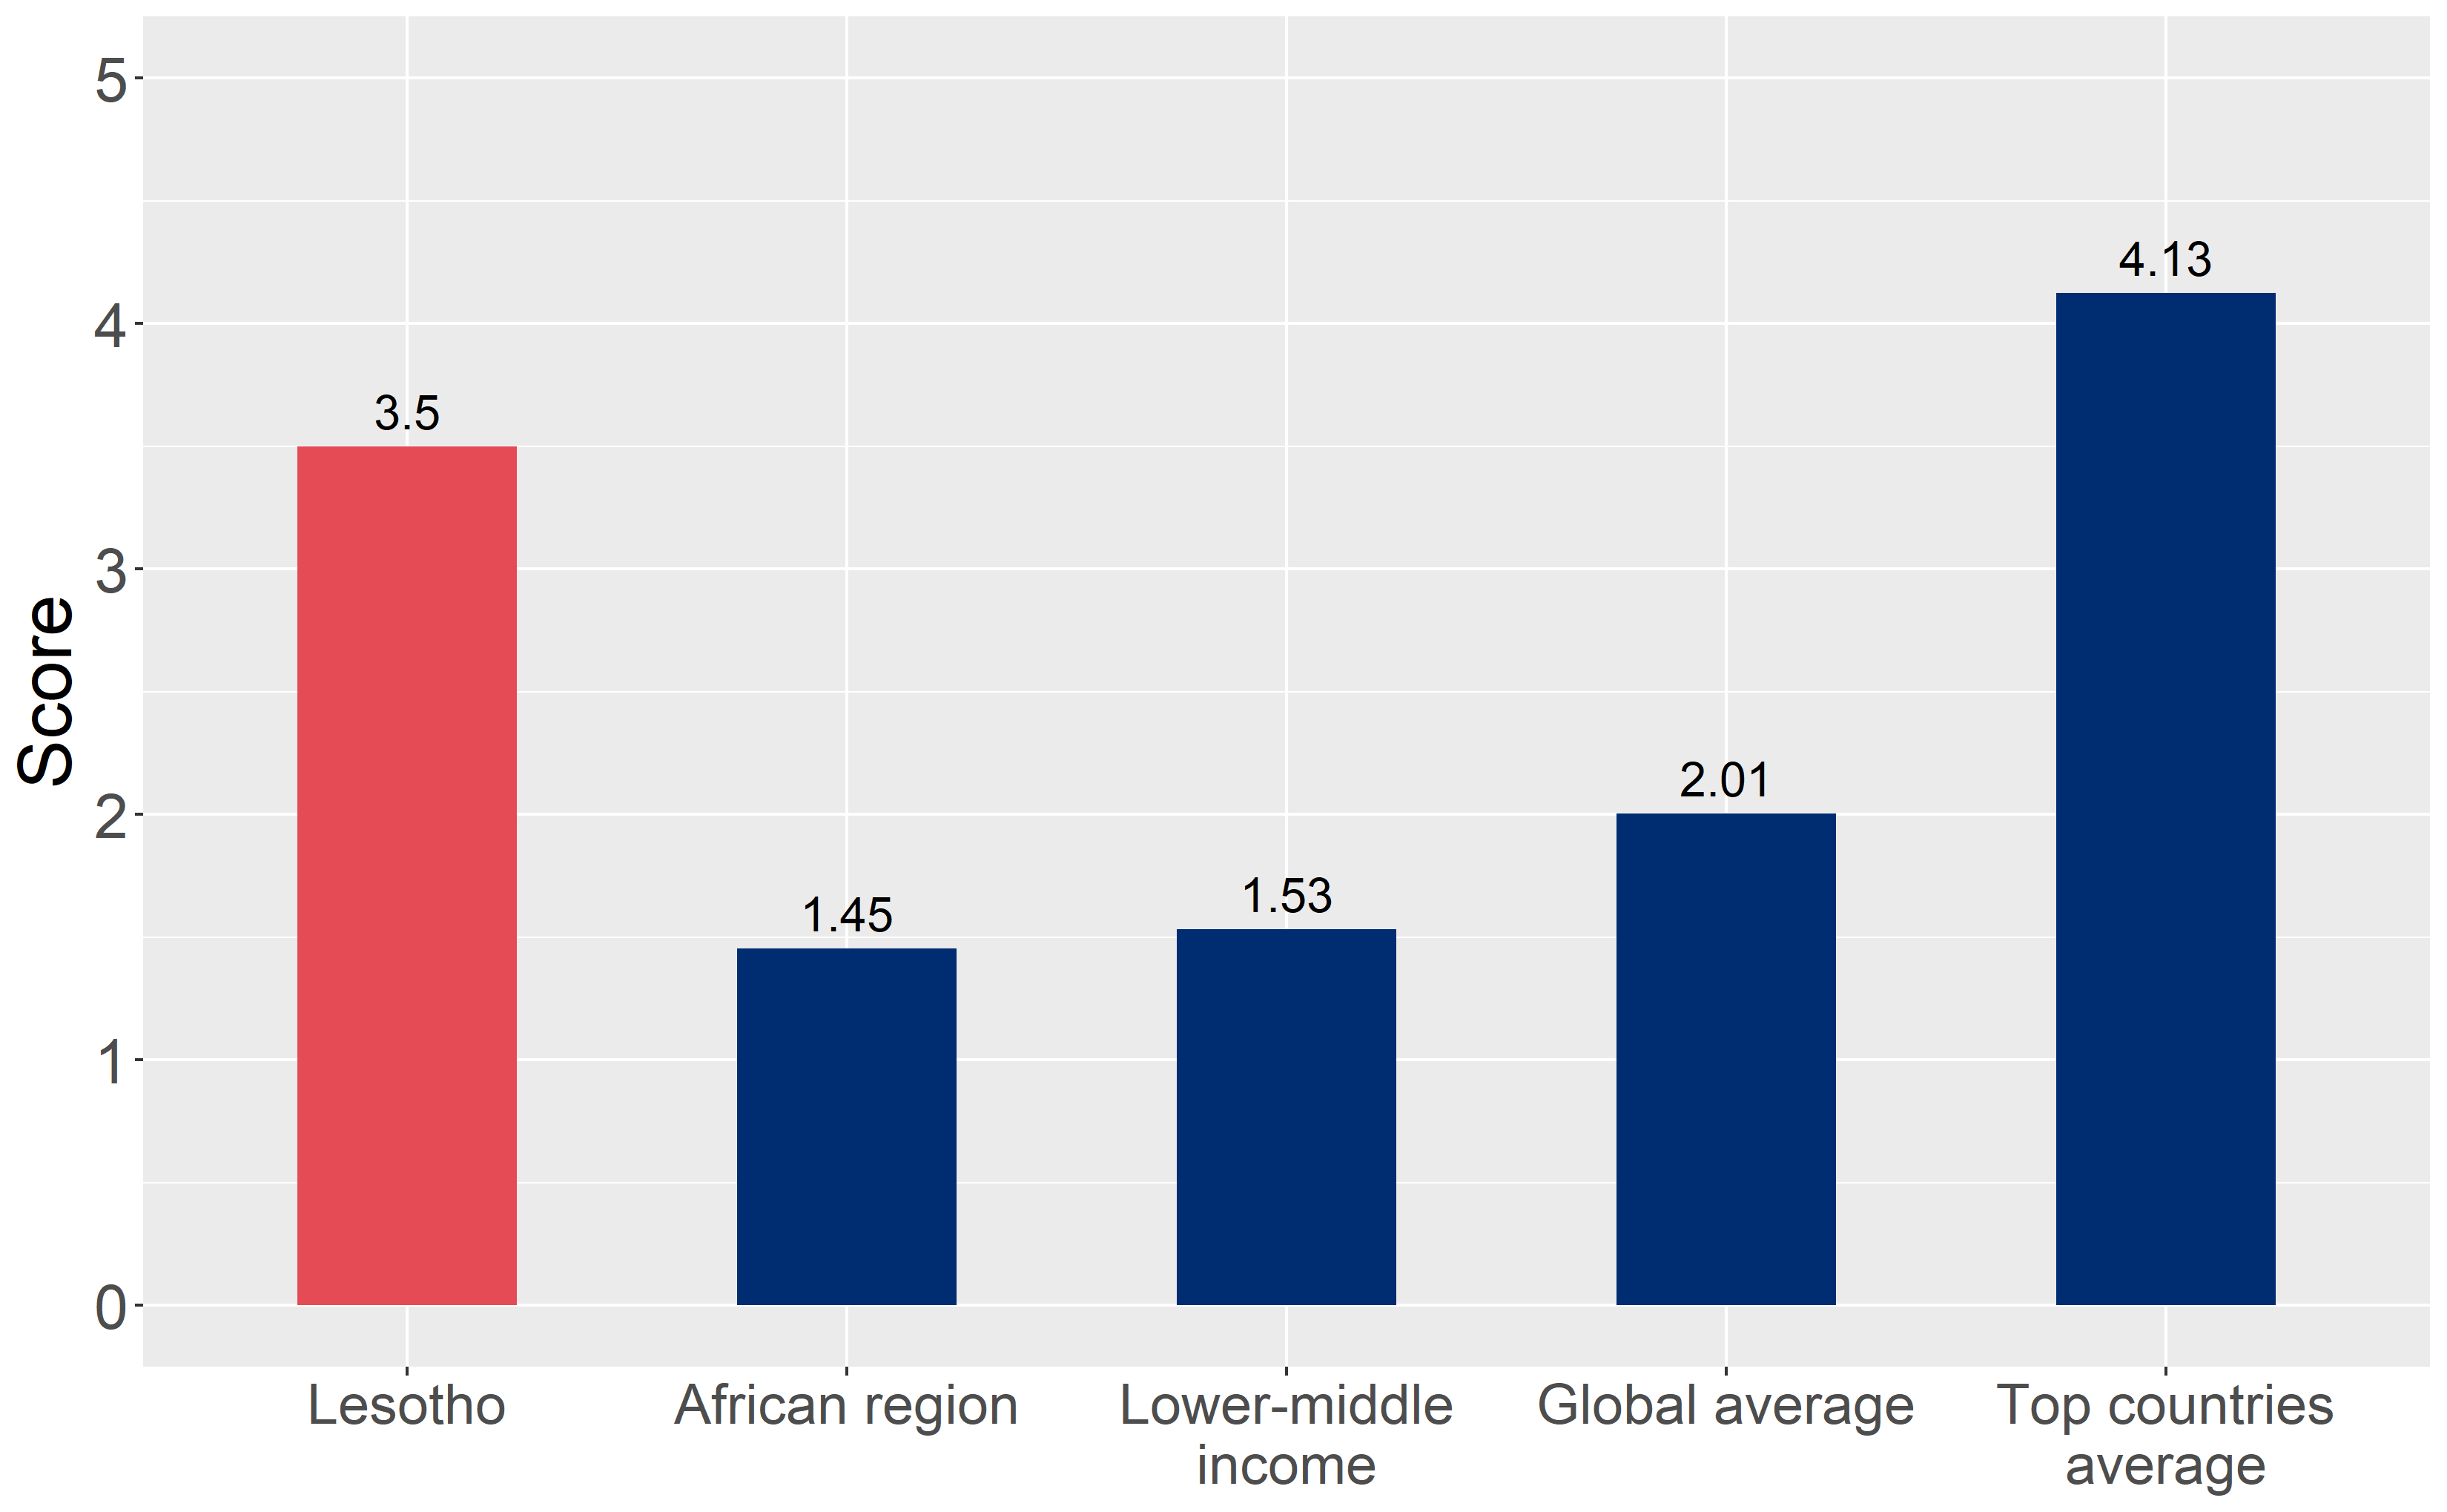 5
4
3
2
1
0
Score
3.5
1.45
1.53
2.01
4.13
Lesotho
African region
Lower-middle
income
Global average
Top countries
average